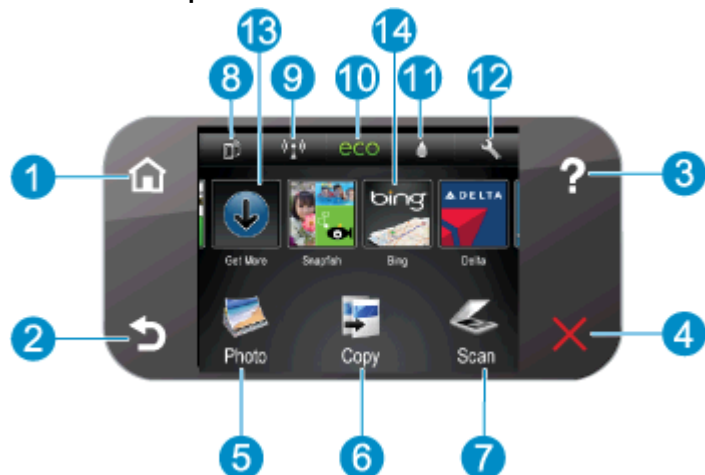 13 14
8 9 10 11 12
eco
1 ? 3
bing DELTA
Get More Snapfish Bing Delta
2 4
Photo Copy Scan
5 6 7